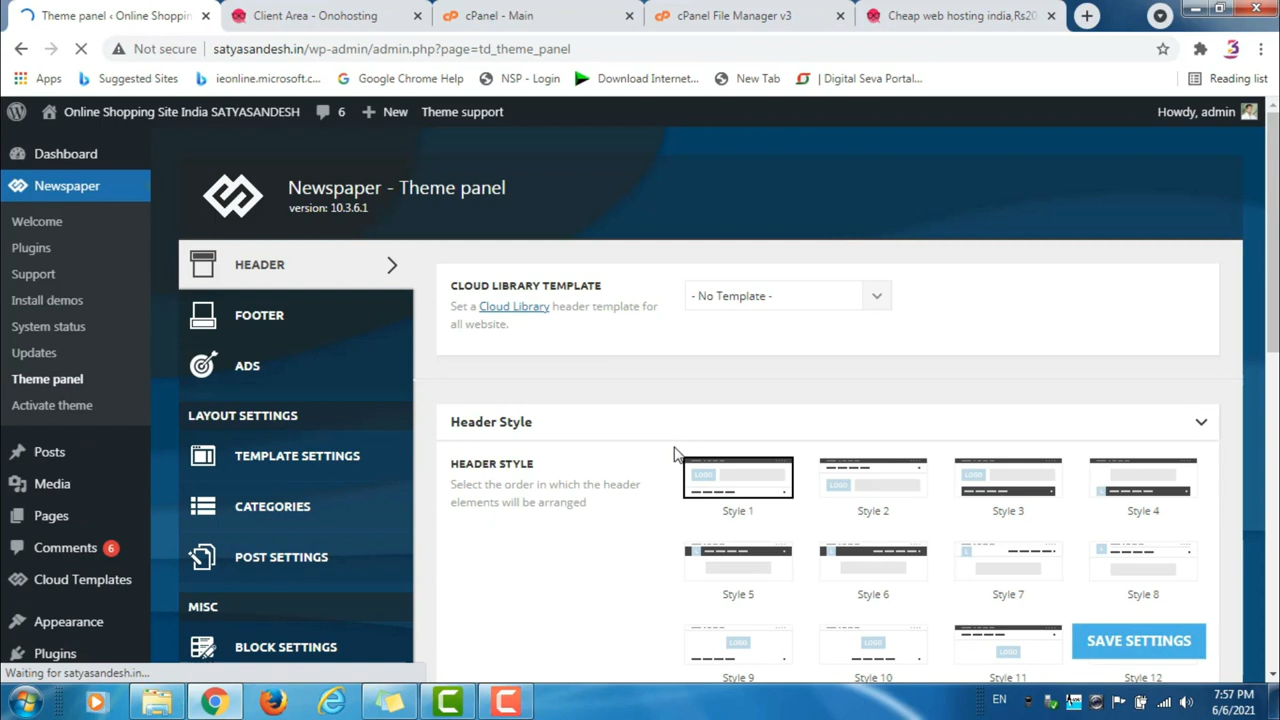 Theme panel ‹ Online Shoppin
Client Area - Onohosting
cPanel - Main
cPanel File Manager v3
Cheap web hosting india,Rs20
Not secure
satyasandesh.in/wp-admin/admin.php?page=td_theme_panel
Apps
Suggested Sites
ieonline.microsoft.c...
Google Chrome Help
NSP - Login
Download Internet...
New Tab
| Digital Seva Portal...
Reading list
Online Shopping Site India SATYASANDESH
6
New
Theme support
Howdy, admin
Dashboard
Newspaper
Welcome
Plugins
Support
Install demos
System status
Updates
Theme panel
Activate theme
Posts
Media
Pages
Comments 6
Cloud Templates
Appearance
Plugins
Newspaper - Theme panel
version: 10.3.6.1
HEADER
FOOTER
ADS
LAYOUT SETTINGS
TEMPLATE SETTINGS
CATEGORIES
POST SETTINGS
MISC
BLOCK SETTINGS
CLOUD LIBRARY TEMPLATE
Set a Cloud Library header template for
all website.
- No Template -
Header Style
HEADER STYLE
Select the order in which the header
elements will be arranged
LOGO
LOGO
LOGO
Style 1
Style 2
Style 3
Style 4
Style 5
Style 6
Style 7
Style 8
LOGO
LOGO
LOGO
SAVE SETTINGS
Style 9
Style 10
Style 11
Style 12
Waiting for satyasandesh.in...
EN
7:57 PM
6/6/2021